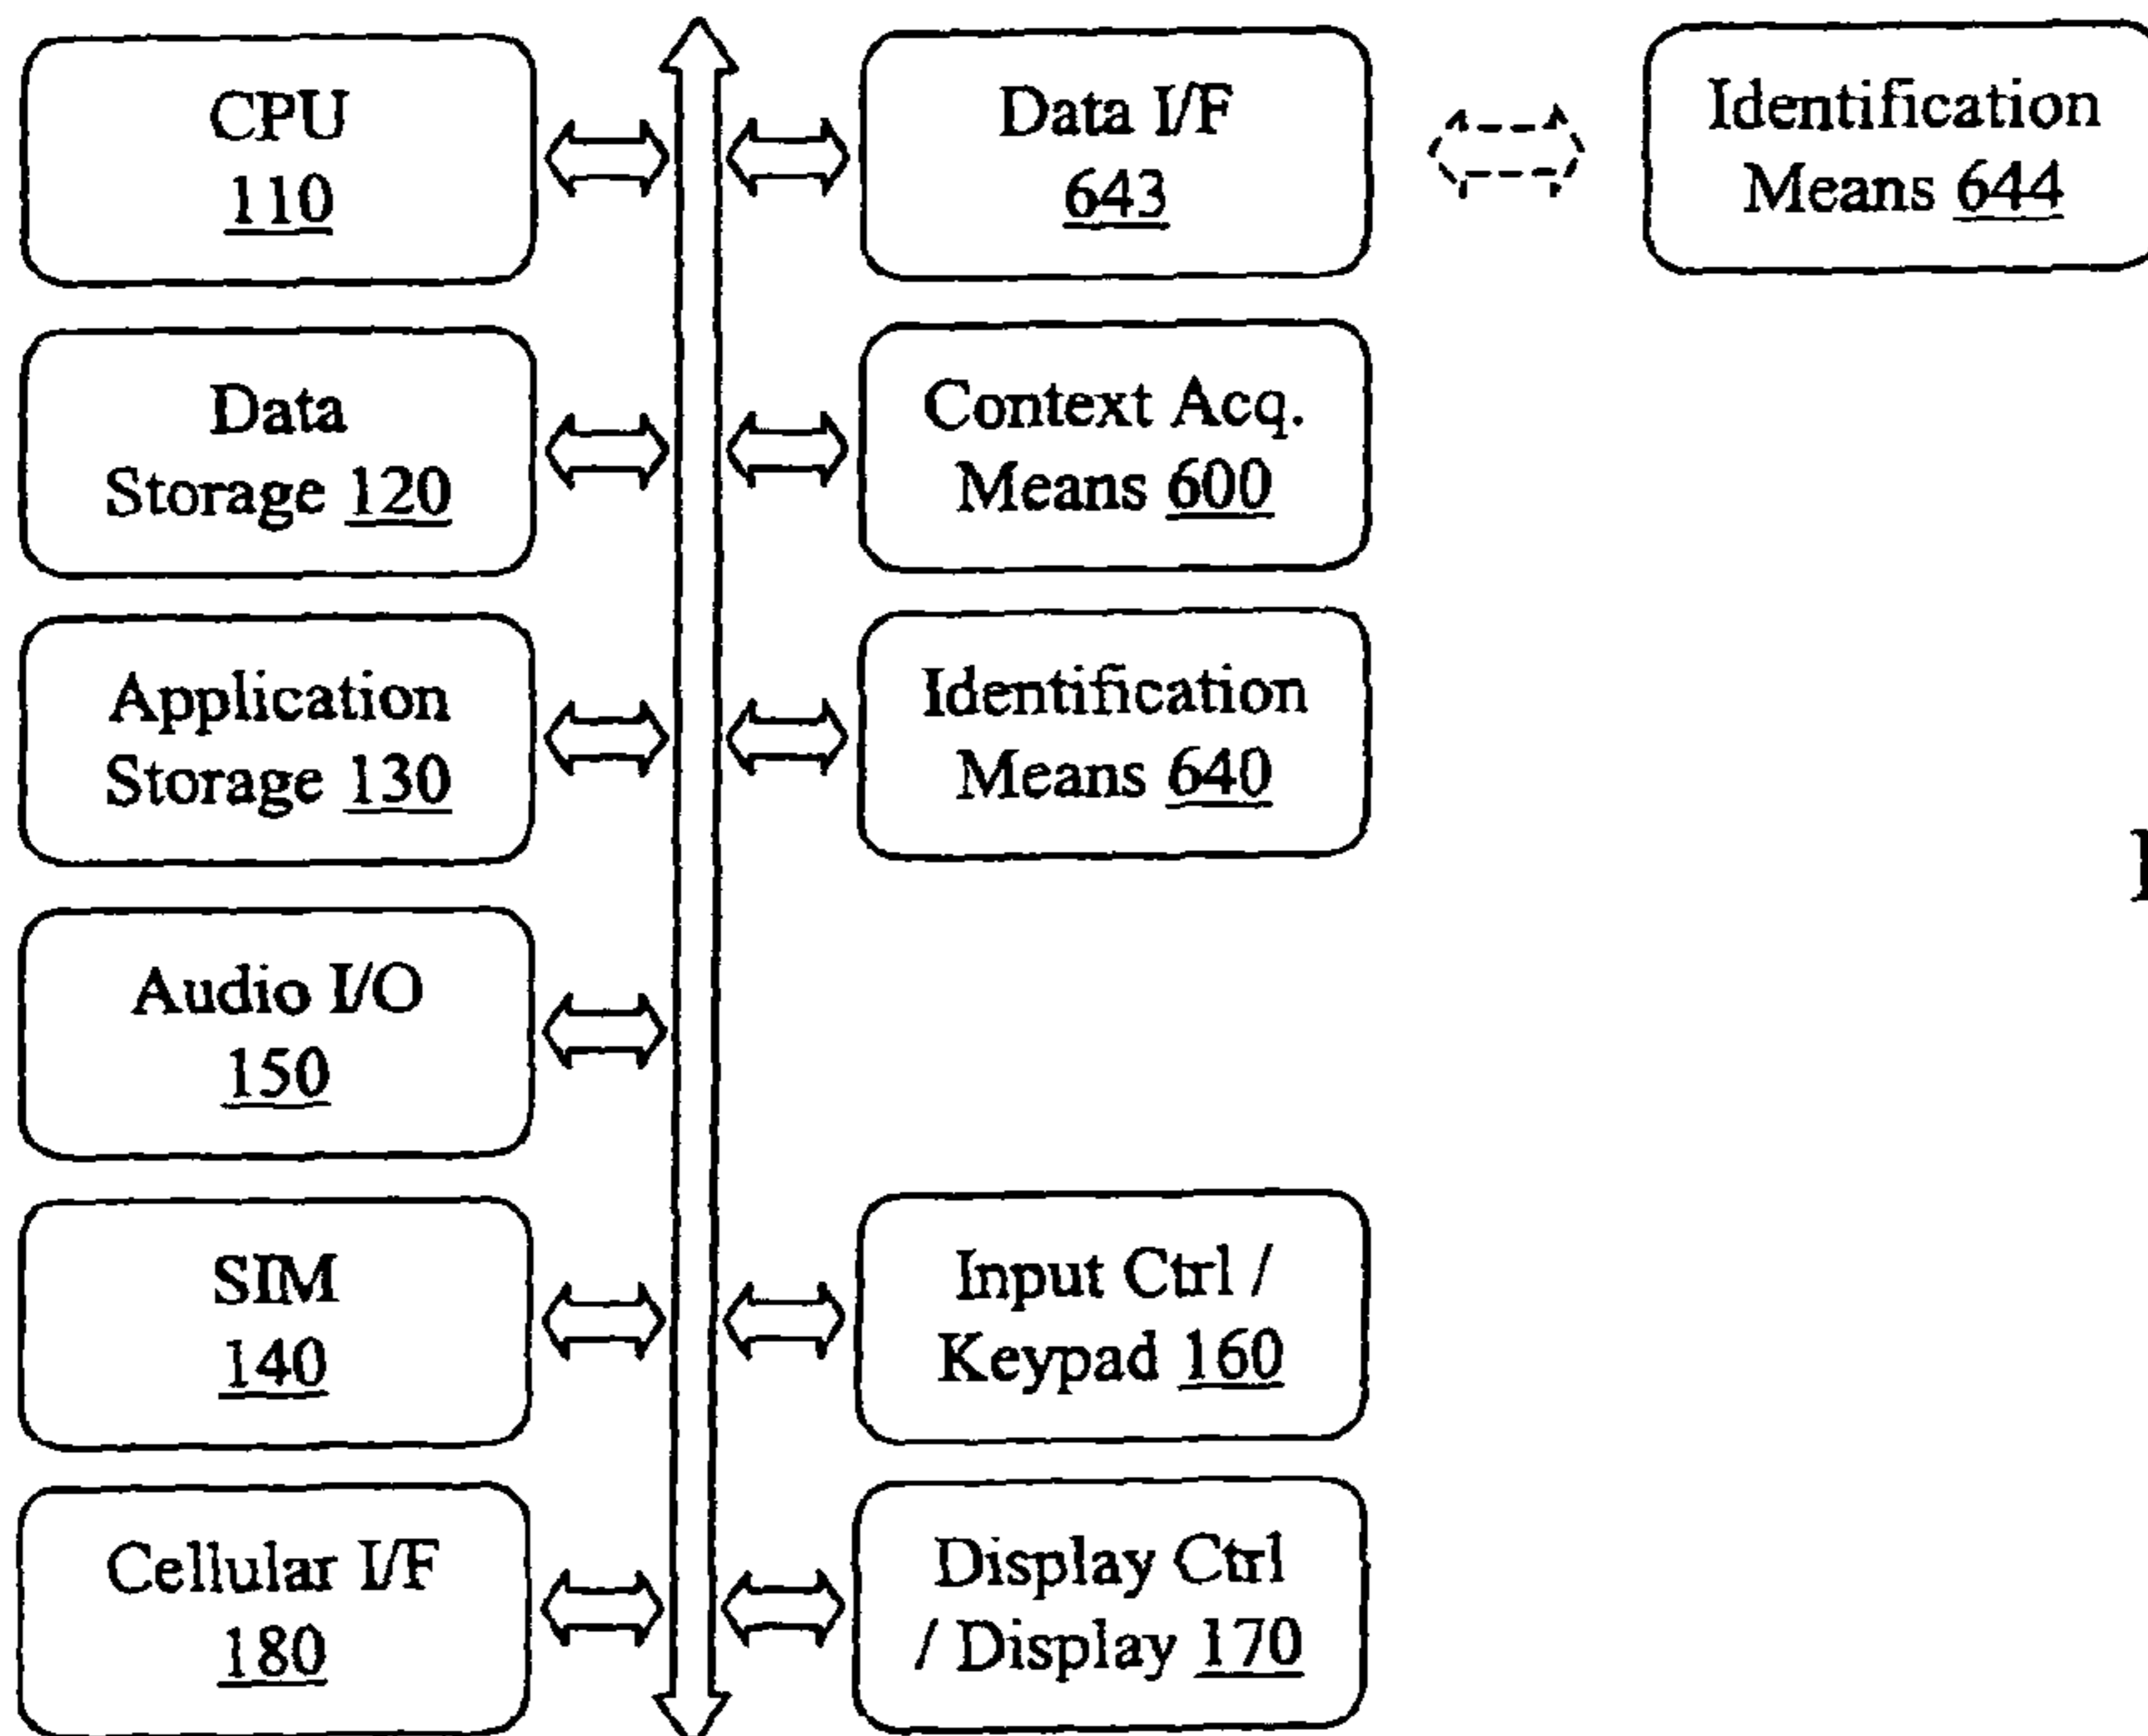 CPU
110
Data I/F
643
Identification
Means 644
Data
Storage 120
Context Acq.
Means 600
Application
Storage 130
Identification
Means 640
Audio I/O
150
SIM
140
Input Ctrl /
Keypad 160
Cellular I/F
180
Display Ctrl
/ Display 170